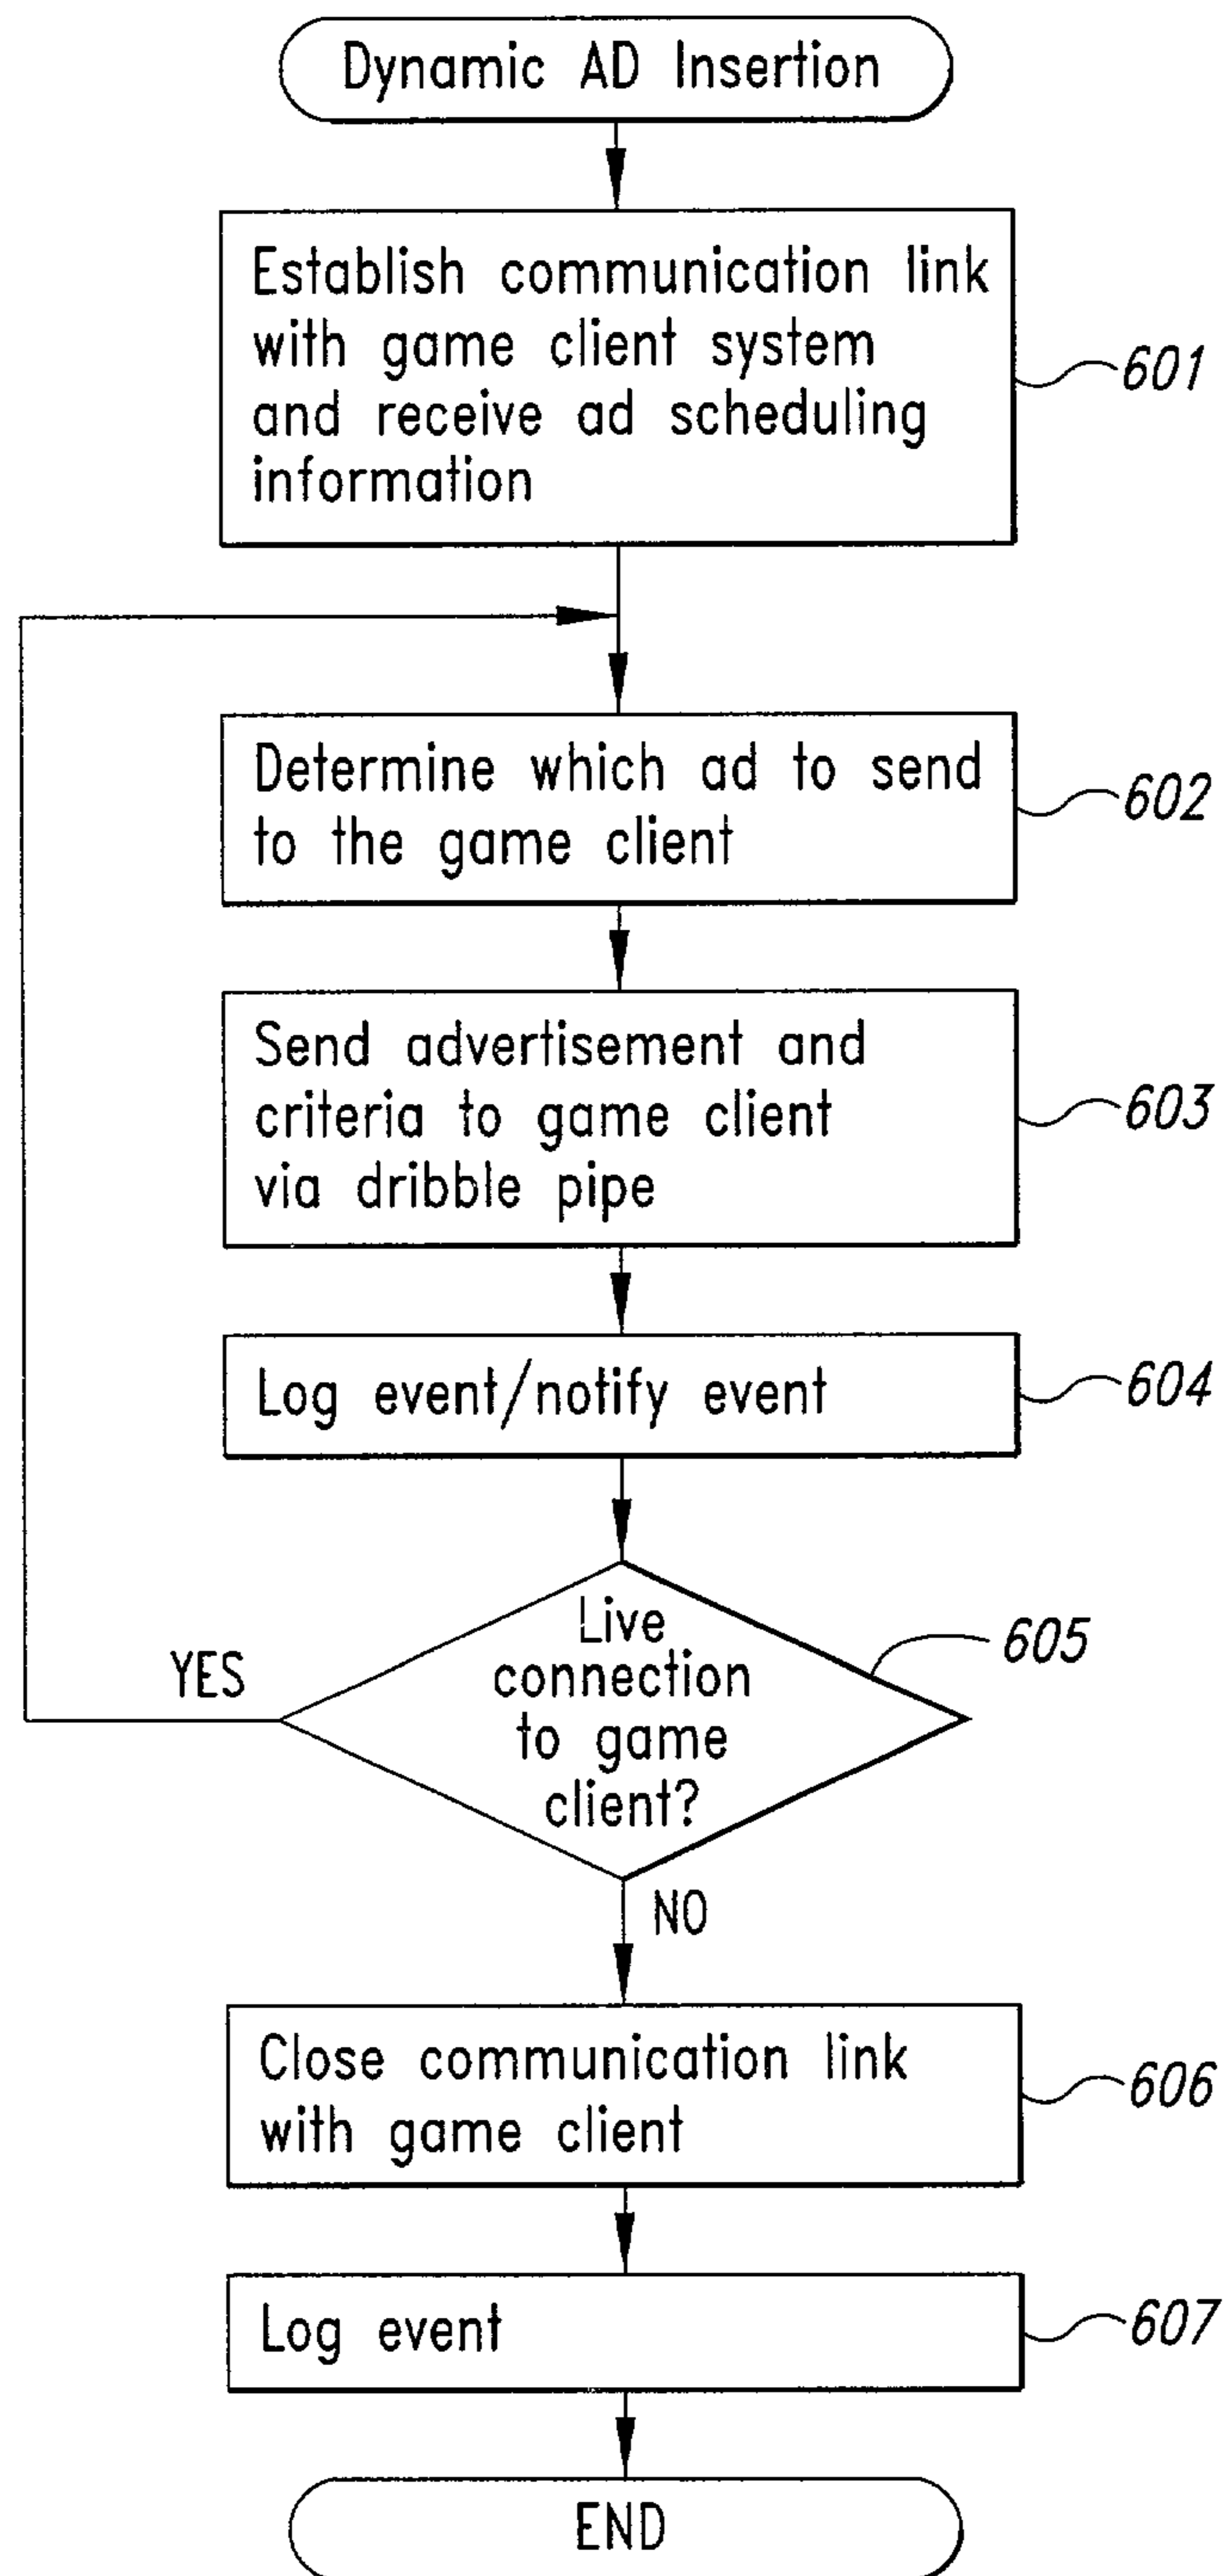 Dynamic AD Insertion
Establish communication link
with game client system
and receive ad scheduling
information
601
Determine which ad to send
to the game client
602
Send advertisement and
criteria to game client
via dribble pipe
603
Log event/notify event
604
Live
connection
to game
client?
605
YES
NO
Close communication link
with game client
606
Log event
607
END